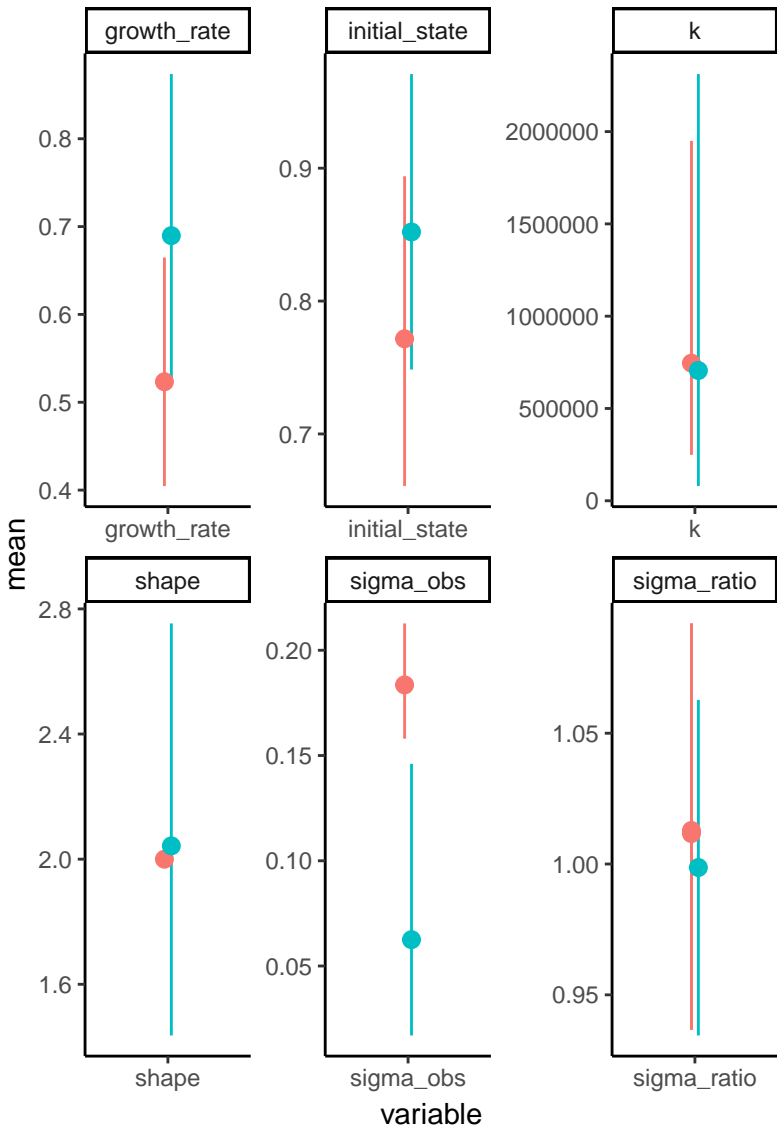 growth_rate
initial_state
k
0.8
0.7
0.6
0.5
0.4
0.9
0.8
0.7
2000000
1500000
1000000
500000
0
growth_rate
initial_state
k
mean
shape
sigma_obs
sigma_ratio
2.8
2.4
2.0
1.6
0.20
0.15
0.10
0.05
1.05
1.00
0.95
shape
sigma_obs
sigma_ratio
variable